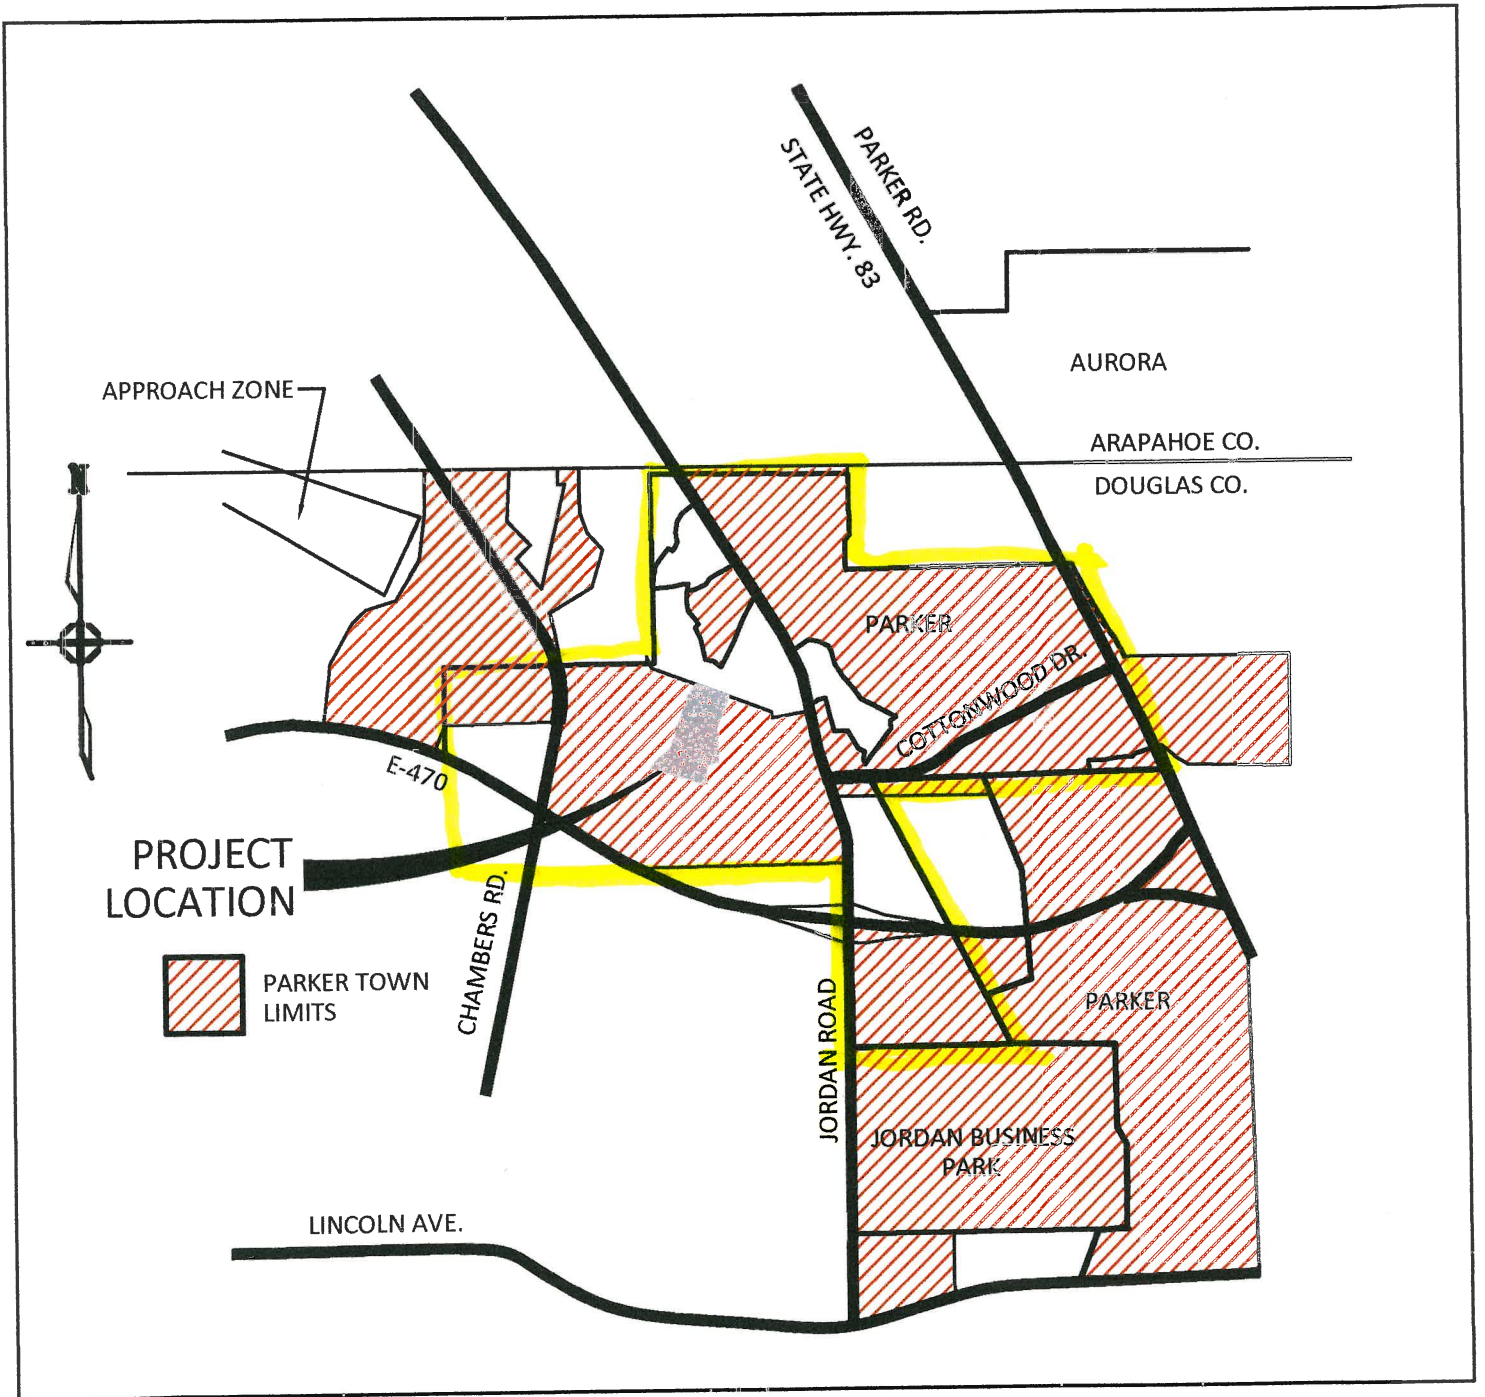 PARKER RD.
STATE HWY. 83
AURORA
APPROACH ZONE
ARAPAHOE CO.
DOUGLAS CO.
N
PARKER
COTTONWOOD DR.
E-470
PROJECT
LOCATION
CHAMBERS RD.
PARKER TOWN
LIMITS
JORDAN ROAD
PARKER
JORDAN BUSINESS
PARK
LINCOLN AVE.